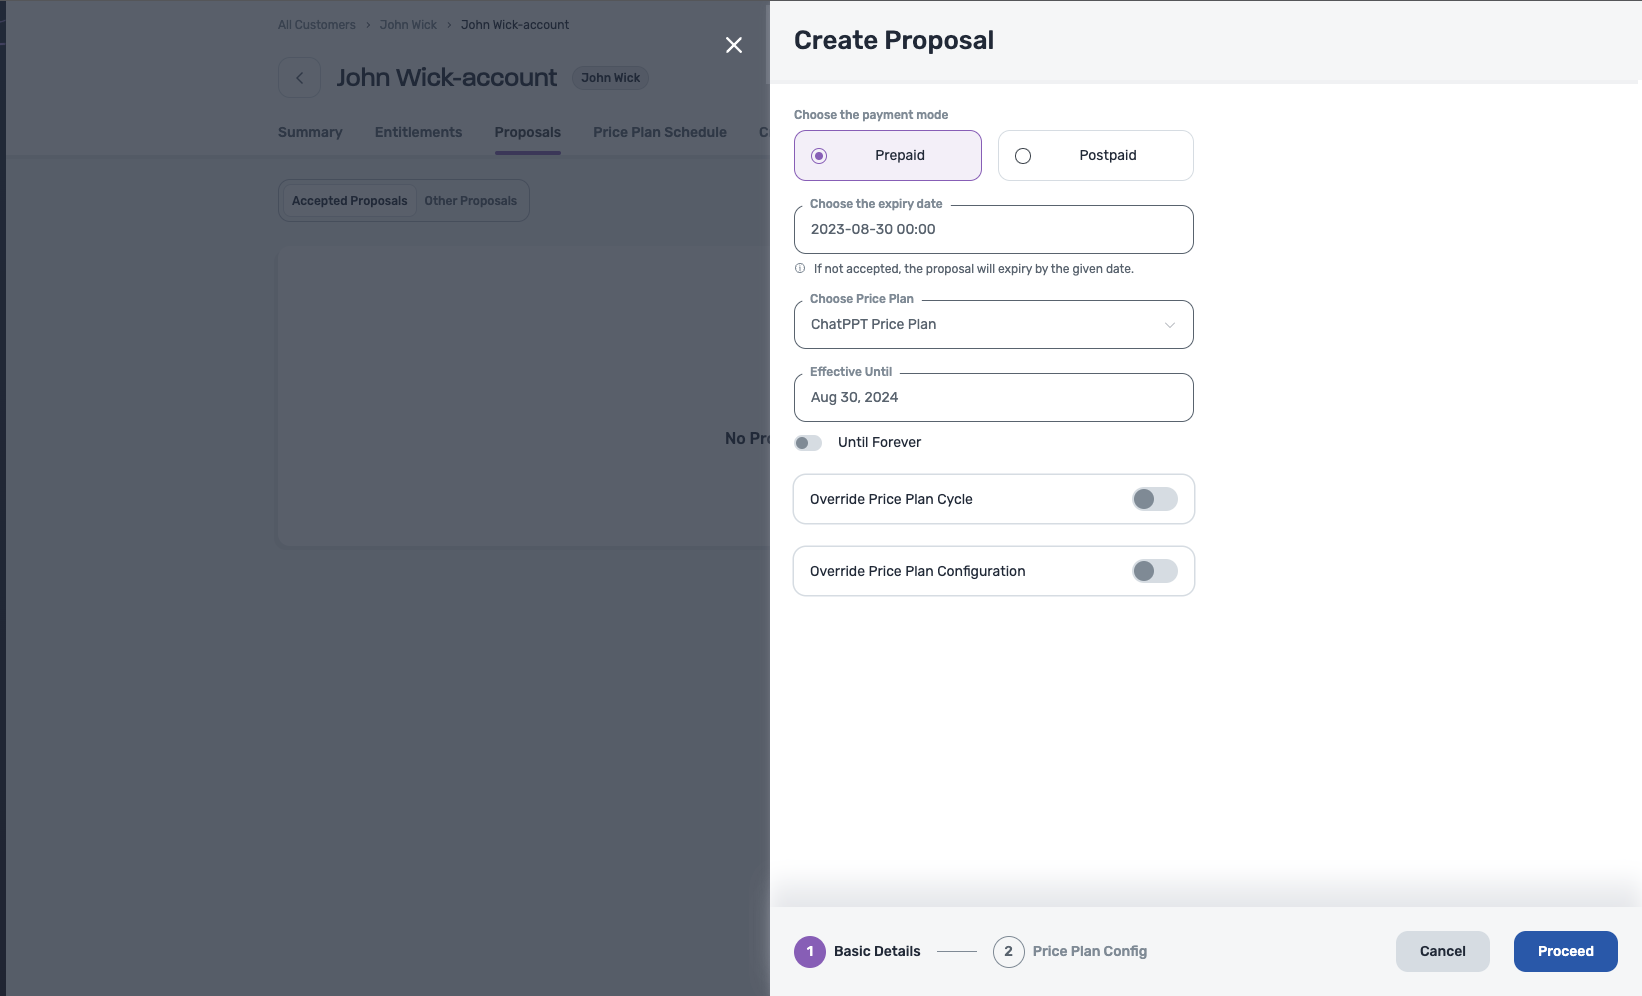 All Customers > John Wick > John Wick-account
John Wick-account John Wick
Summary Entitlements Proposals Price Plan Schedule
Accepted Proposals Other Proposals
No
Create Proposal
Choose the payment mode
Prepaid Postpaid
Choose the expiry date
2023-08-30 00:00
If not accepted, the proposal will expiry by the given date.
Choose Price Plan
ChatPPT Price Plan
Effective Until
Aug 30, 2024
Until Forever
Override Price Plan Cycle
Override Price Plan Configuration
1 Basic Details 2 Price Plan Config Cancel Proceed